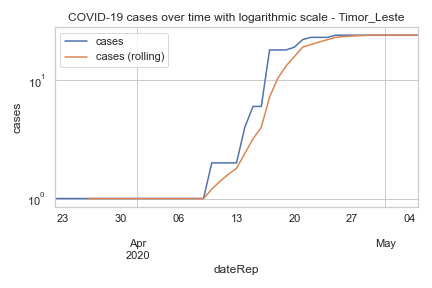 COVID-19 cases over time with logarithmic scale - Timor_Leste
cases
cases (rolling)
cases
10¹
10⁰
23 30 06 13 20 27 04
Apr May
2020
dateRep